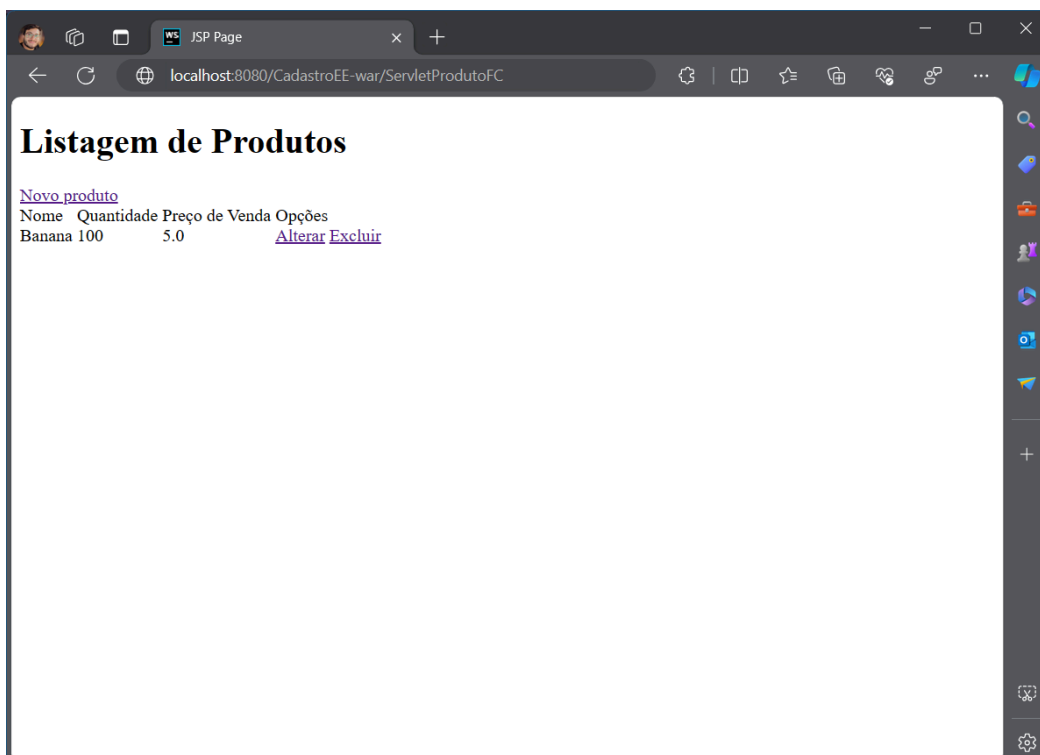 WS JSP Page
localhost:8080/CadastroEE-war/ServletProdutoFC
Listagem de Produtos
Novo produto
Nome Quantidade Preço de Venda Opções
Banana 100 5.0 Alterar Excluir